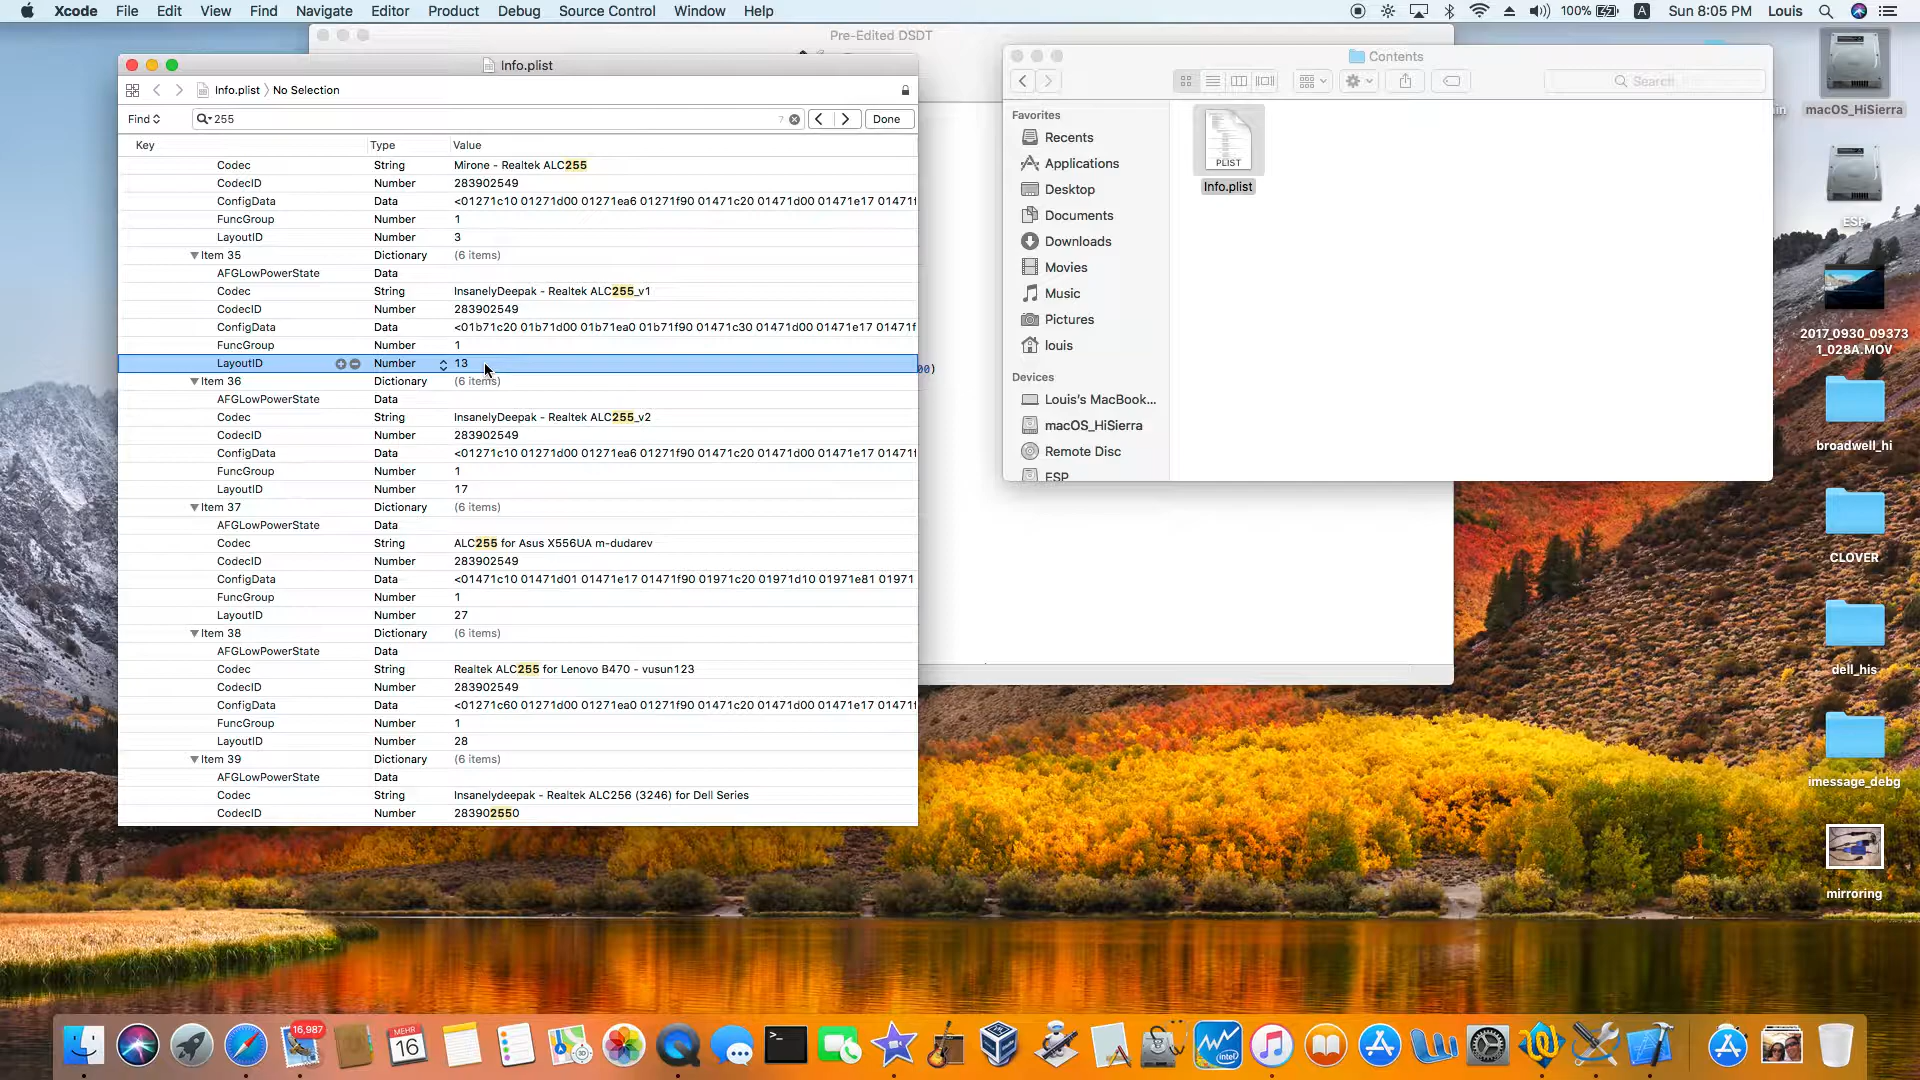 Xcode File Edit View Find Navigate Editor Product Debug Source Control Window Help
100% A Sun 8:05 PM Louis
Pre-Edited DSDT
Info.plist
Info.plist No Selection
Find 255 7 Done
Key Type Value
Codec String Mirone - Realtek ALC255
CodecID Number 283902549
ConfigData Data <01271c10 01271d00 01271ea6 01271f90 01471c20 01471d00 01471e17 01471f
FuncGroup Number 1
LayoutID Number 3
Item 35 Dictionary (6 items)
AFGLowPowerState Data
Codec String InsanelyDeepak - Realtek ALC255_v1
CodecID Number 283902549
ConfigData Data <01b71c20 01b71d00 01b71ea0 01b71f90 01471c30 01471d00 01471e17 01471f
FuncGroup Number 1
LayoutID Number 13
Item 36 Dictionary (6 items)
AFGLowPowerState Data
Codec String InsanelyDeepak - Realtek ALC255_v2
CodecID Number 283902549
ConfigData Data <01271c10 01271d00 01271ea6 01271f90 01471c20 01471d00 01471e17 01471f
FuncGroup Number 1
LayoutID Number 17
Item 37 Dictionary (6 items)
AFGLowPowerState Data
Codec String ALC255 for Asus X556UA m-dudarev
CodecID Number 283902549
ConfigData Data <01471c10 01471d01 01471e17 01471f90 01971c20 01971d10 01971e81 01971
FuncGroup Number 1
LayoutID Number 27
Item 38 Dictionary (6 items)
AFGLowPowerState Data
Codec String Realtek ALC255 for Lenovo B470 - vusun123
CodecID Number 283902549
ConfigData Data <01271c60 01271d00 01271ea0 01271f90 01471c20 01471d00 01471e17 01471f
FuncGroup Number 1
LayoutID Number 28
Item 39 Dictionary (6 items)
AFGLowPowerState Data
Codec String Insanelydeepak - Realtek ALC256 (3246) for Dell Series
CodecID Number 283902550
00)
Contents
Search
Favorites
Recents
Applications
Desktop
Documents
Downloads
Movies
Music
Pictures
louis
Devices
Louis's MacBook...
macOS_HiSierra
Remote Disc
ESP
PLIST
Info.plist
macOS_HiSierra
ESP
2017_0930_09373
1_028A.MOV
broadwell_hi
CLOVER
dell_his
imessage_debg
mirroring
16,987
MEHR
16
intel